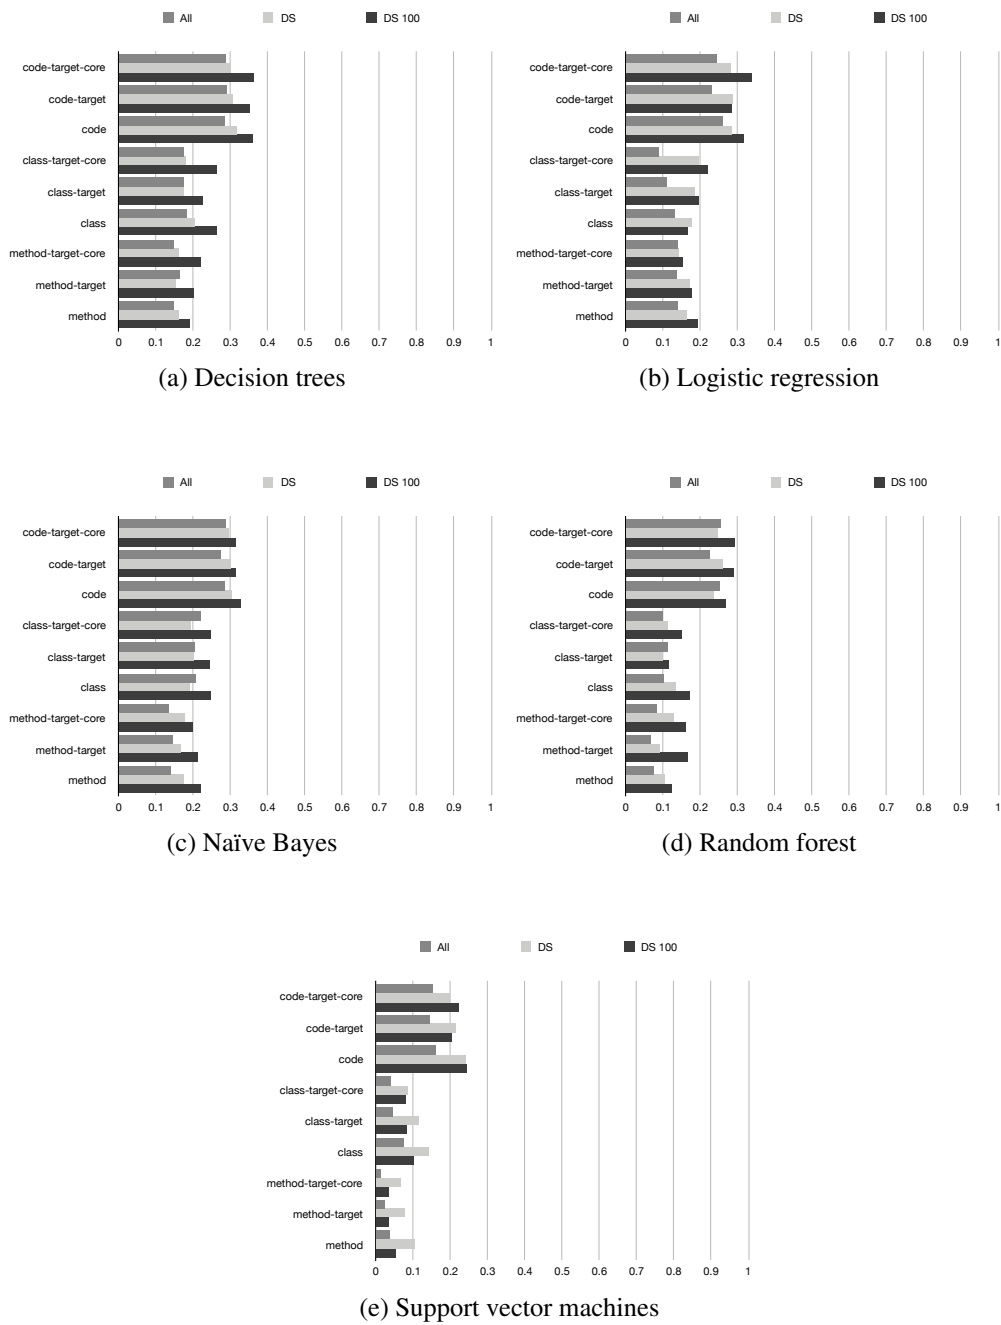 All DS DS 100
code-target-core
code-target
code
class-target-core
class-target
class
method-target-core
method-target
method
0 0.1 0.2 0.3 0.4 0.5 0.6 0.7 0.8 0.9 1
(a) Decision trees
All DS DS 100
code-target-core
code-target
code
class-target-core
class-target
class
method-target-core
method-target
method
0 0.1 0.2 0.3 0.4 0.5 0.6 0.7 0.8 0.9 1
(b) Logistic regression
All DS DS 100
code-target-core
code-target
code
class-target-core
class-target
class
method-target-core
method-target
method
0 0.1 0.2 0.3 0.4 0.5 0.6 0.7 0.8 0.9 1
(c) Naïve Bayes
All DS DS 100
code-target-core
code-target
code
class-target-core
class-target
class
method-target-core
method-target
method
0 0.1 0.2 0.3 0.4 0.5 0.6 0.7 0.8 0.9 1
(d) Random forest
All DS DS 100
code-target-core
code-target
code
class-target-core
class-target
class
method-target-core
method-target
method
0 0.1 0.2 0.3 0.4 0.5 0.6 0.7 0.8 0.9 1
(e) Support vector machines